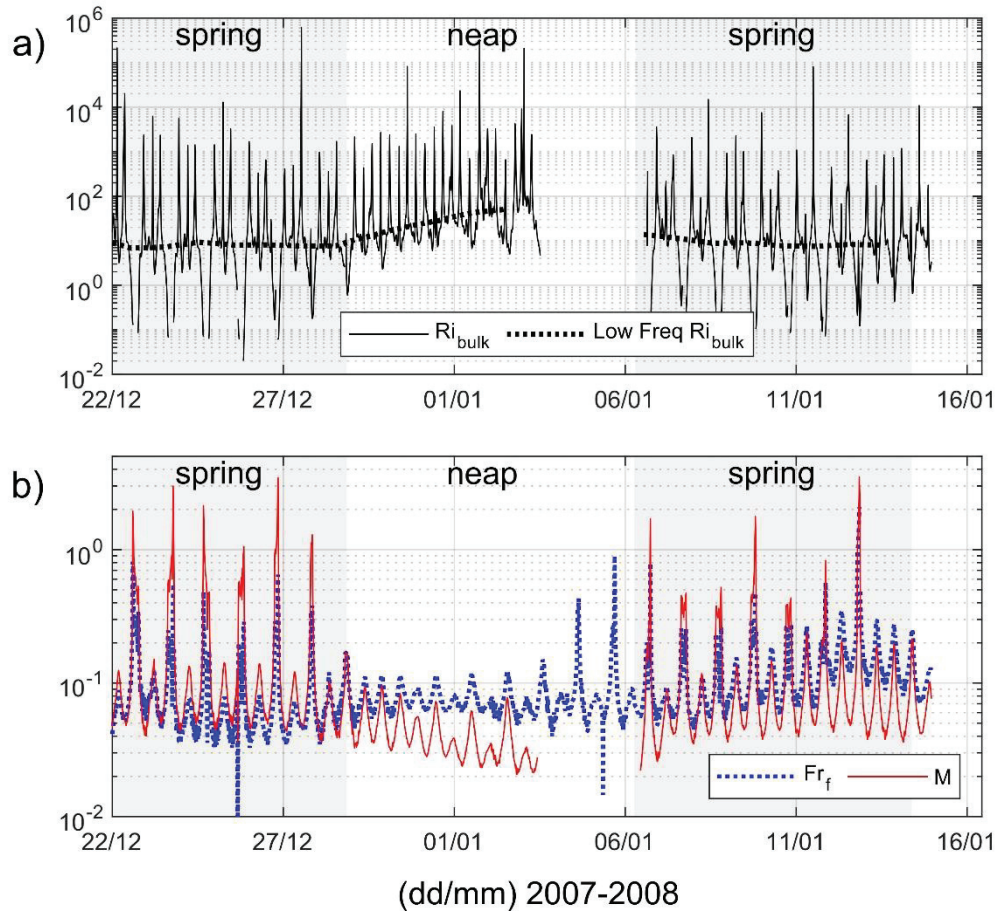 a)
spring neap spring
10^6
10^4
10^2
10^0
10^-2
Ri_bulk Low Freq Ri_bulk
22/12 27/12 01/01 06/01 11/01 16/01
b)
spring neap spring
10^0
10^-1
10^-2
Fr_f M
22/12 27/12 01/01 06/01 11/01 16/01
(dd/mm) 2007-2008